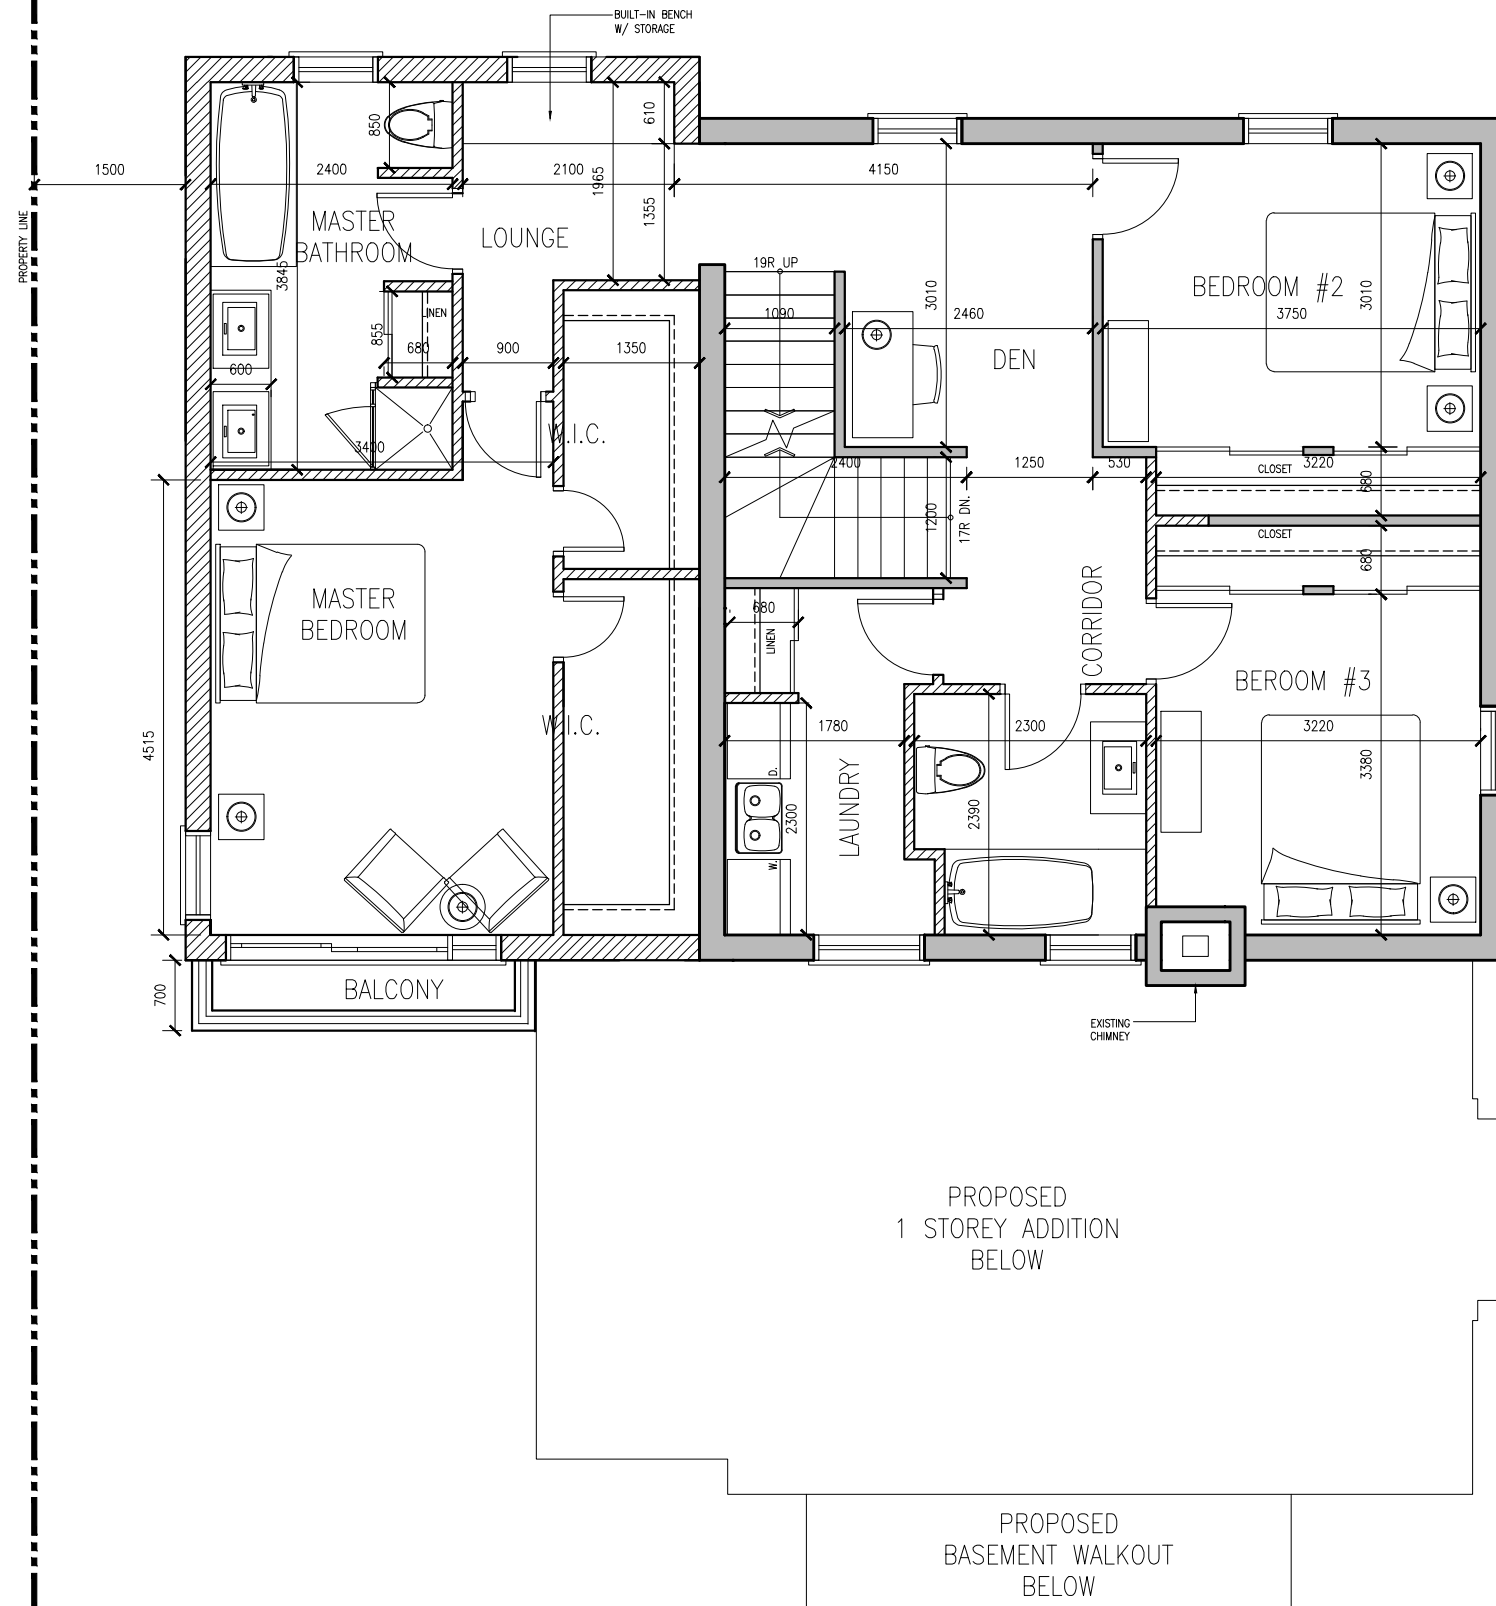 BUILT-IN BENCH
W/ STORAGE
850
610
1500
2400
2100
4150
1965
1355
PROPERTY LINE
MASTER
BATHROOM
LOUNGE
3845
19R UP
3010
BEDROOM #2
3010
LINEN
1090
2460
3750
855
680
900
1350
DEN
600
3400
W.I.C.
2400
1250
530
CLOSET
3220
680
1200
17R DN.
CLOSET
680
MASTER
BEDROOM
680
LINEN
CORRIDOR
BEROOM #3
4515
W.I.C.
1780
2300
3220
D.
LAUNDRY
3380
2300
2390
W.
BALCONY
700
EXISTING
CHIMNEY
PROPOSED
1 STOREY ADDITION
BELOW
PROPOSED
BASEMENT WALKOUT
BELOW